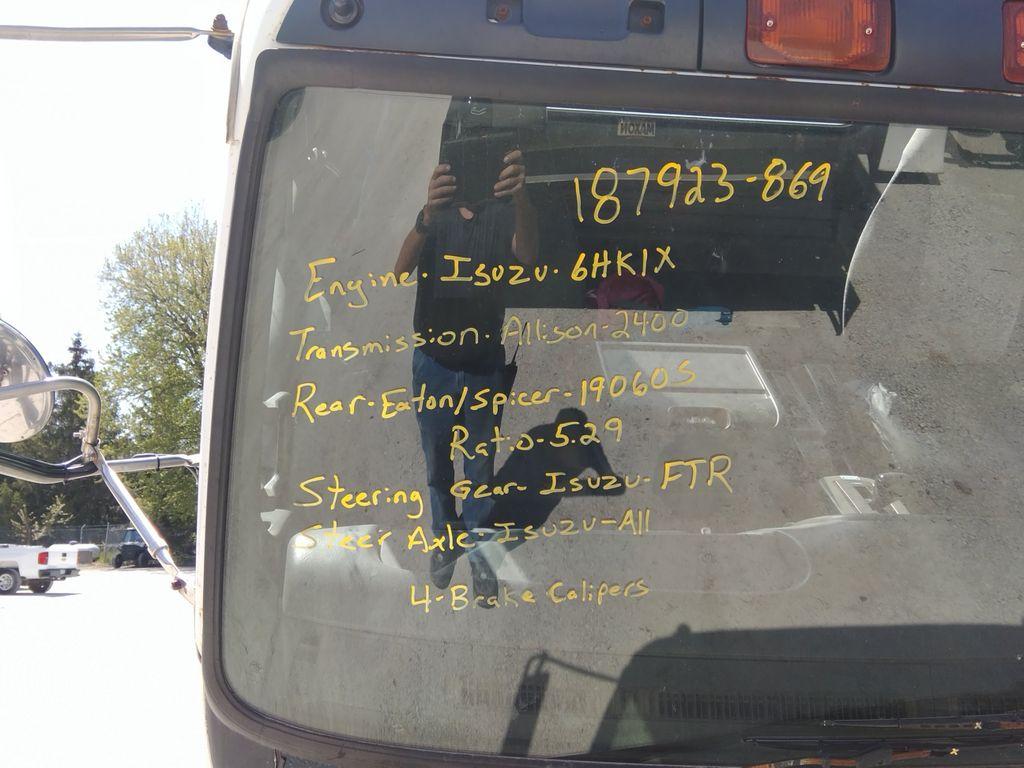 MAXON
187923-869
Engine. Isuzu. 6HK1X
Transmission. Allison-2400
Rear-Eaton/Spicer-19060S
Ratio-5.29
Steering Gear- Isuzu-FTR
Steer Axle-Isuzu-All
4-Brake Calipers